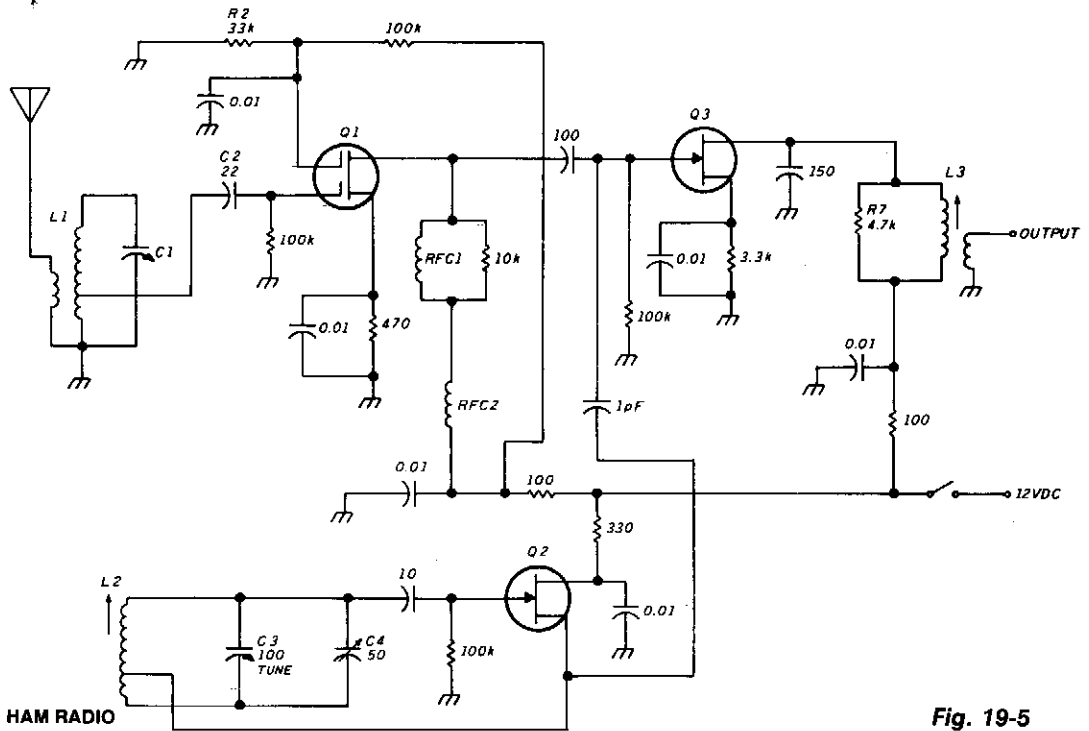 R2
33k
100k
0.01
Q1
Q3
100
C2
22
L1
C1
150
L3
R7
4.7k
OUTPUT
100k
RFC1
10k
0.01
3.3k
0.01
470
100k
0.01
RFC2
1pF
100
0.01
100
12VDC
330
Q2
L2
10
0.01
C3
100
TUNE
C4
50
100k
HAM RADIO
Fig. 19-5